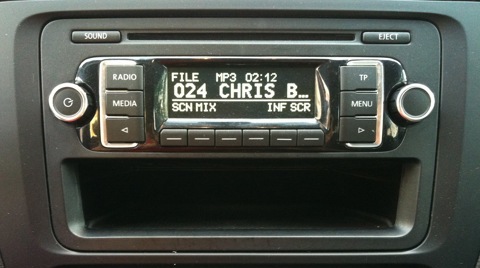 SOUND EJECT
RADIO FILE MP3 02:12 TP
MEDIA 024 CHRIS B... MENU
SCN MIX INF SCR